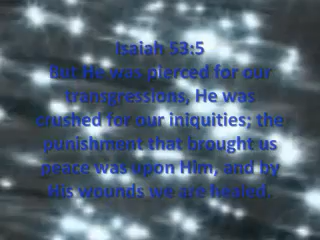 Isaiah 53:5
But He was pierced for our
transgressions, He was
crushed for our iniquities; the
punishment that brought us
peace was upon Him, and by
His wounds we are healed.